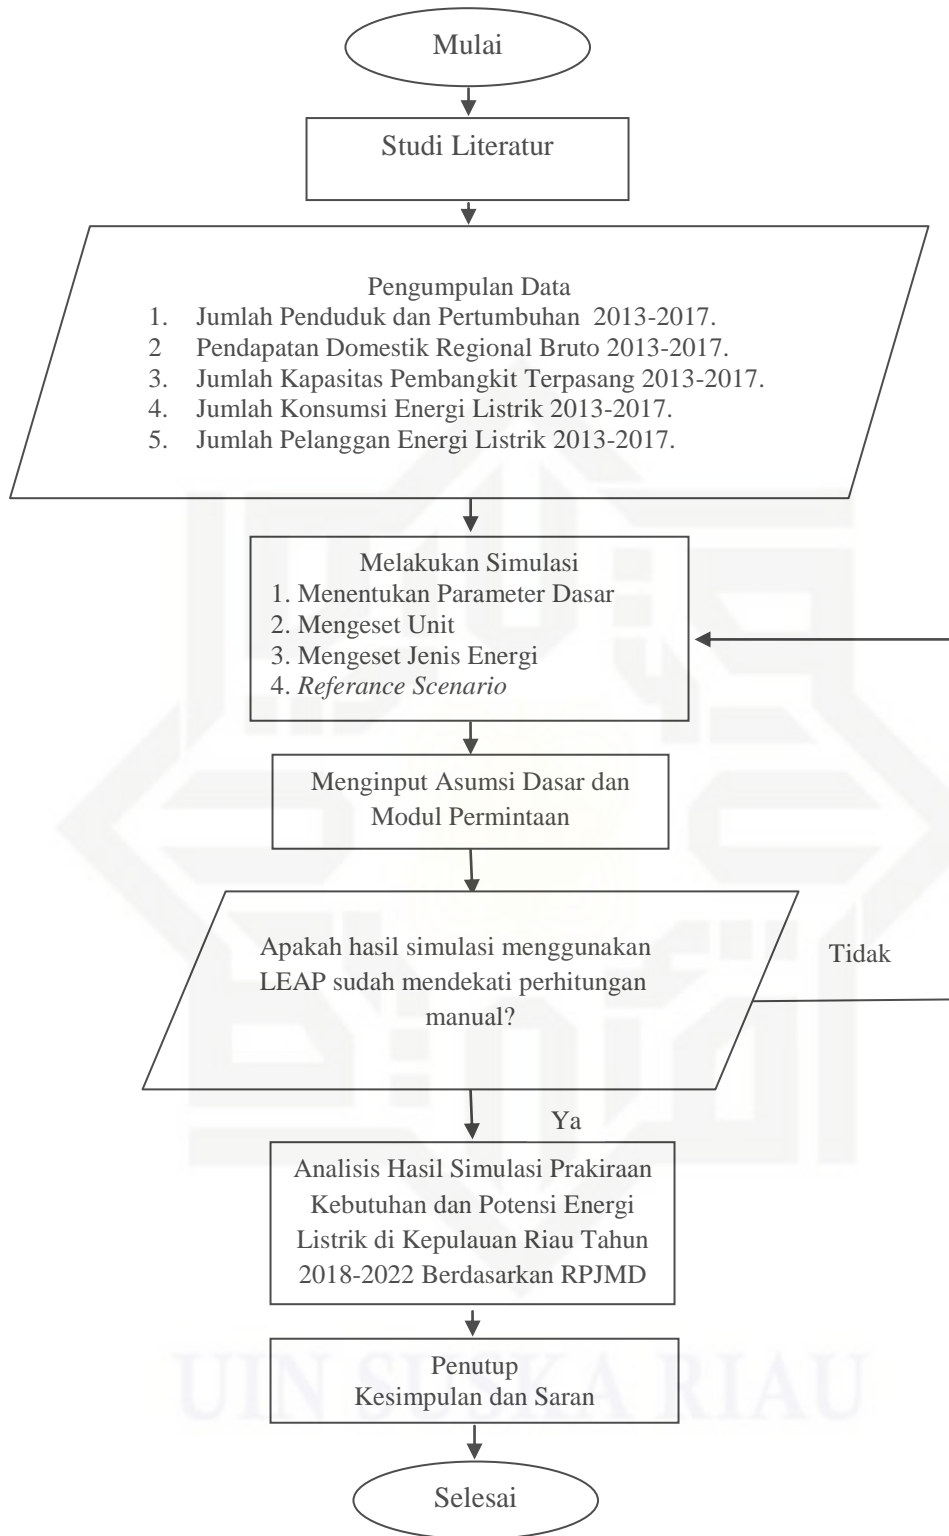 Mulai
Studi Literatur
Pengumpulan Data
1. Jumlah Penduduk dan Pertumbuhan 2013-2017.
2 Pendapatan Domestik Regional Bruto 2013-2017.
3. Jumlah Kapasitas Pembangkit Terpasang 2013-2017.
4. Jumlah Konsumsi Energi Listrik 2013-2017.
5. Jumlah Pelanggan Energi Listrik 2013-2017.
Melakukan Simulasi
1. Menentukan Parameter Dasar
2. Mengeset Unit
3. Mengeset Jenis Energi
4. Referance Scenario
Menginput Asumsi Dasar dan
Modul Permintaan
Apakah hasil simulasi menggunakan
LEAP sudah mendekati perhitungan
manual?
Tidak
Ya
Analisis Hasil Simulasi Prakiraan
Kebutuhan dan Potensi Energi
Listrik di Kepulauan Riau Tahun
2018-2022 Berdasarkan RPJMD
Penutup
Kesimpulan dan Saran
UIN SUSKA RIAU
Selesai